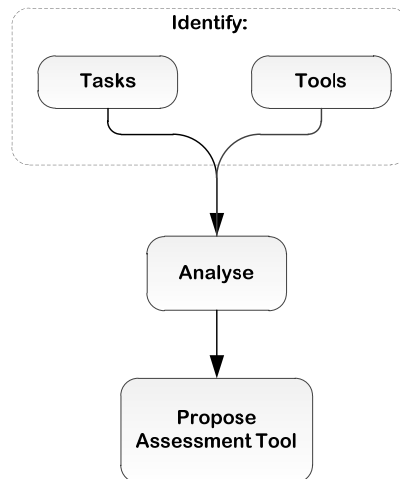 Identify:
Tasks
Tools
Analyse
Propose
Assessment Tool